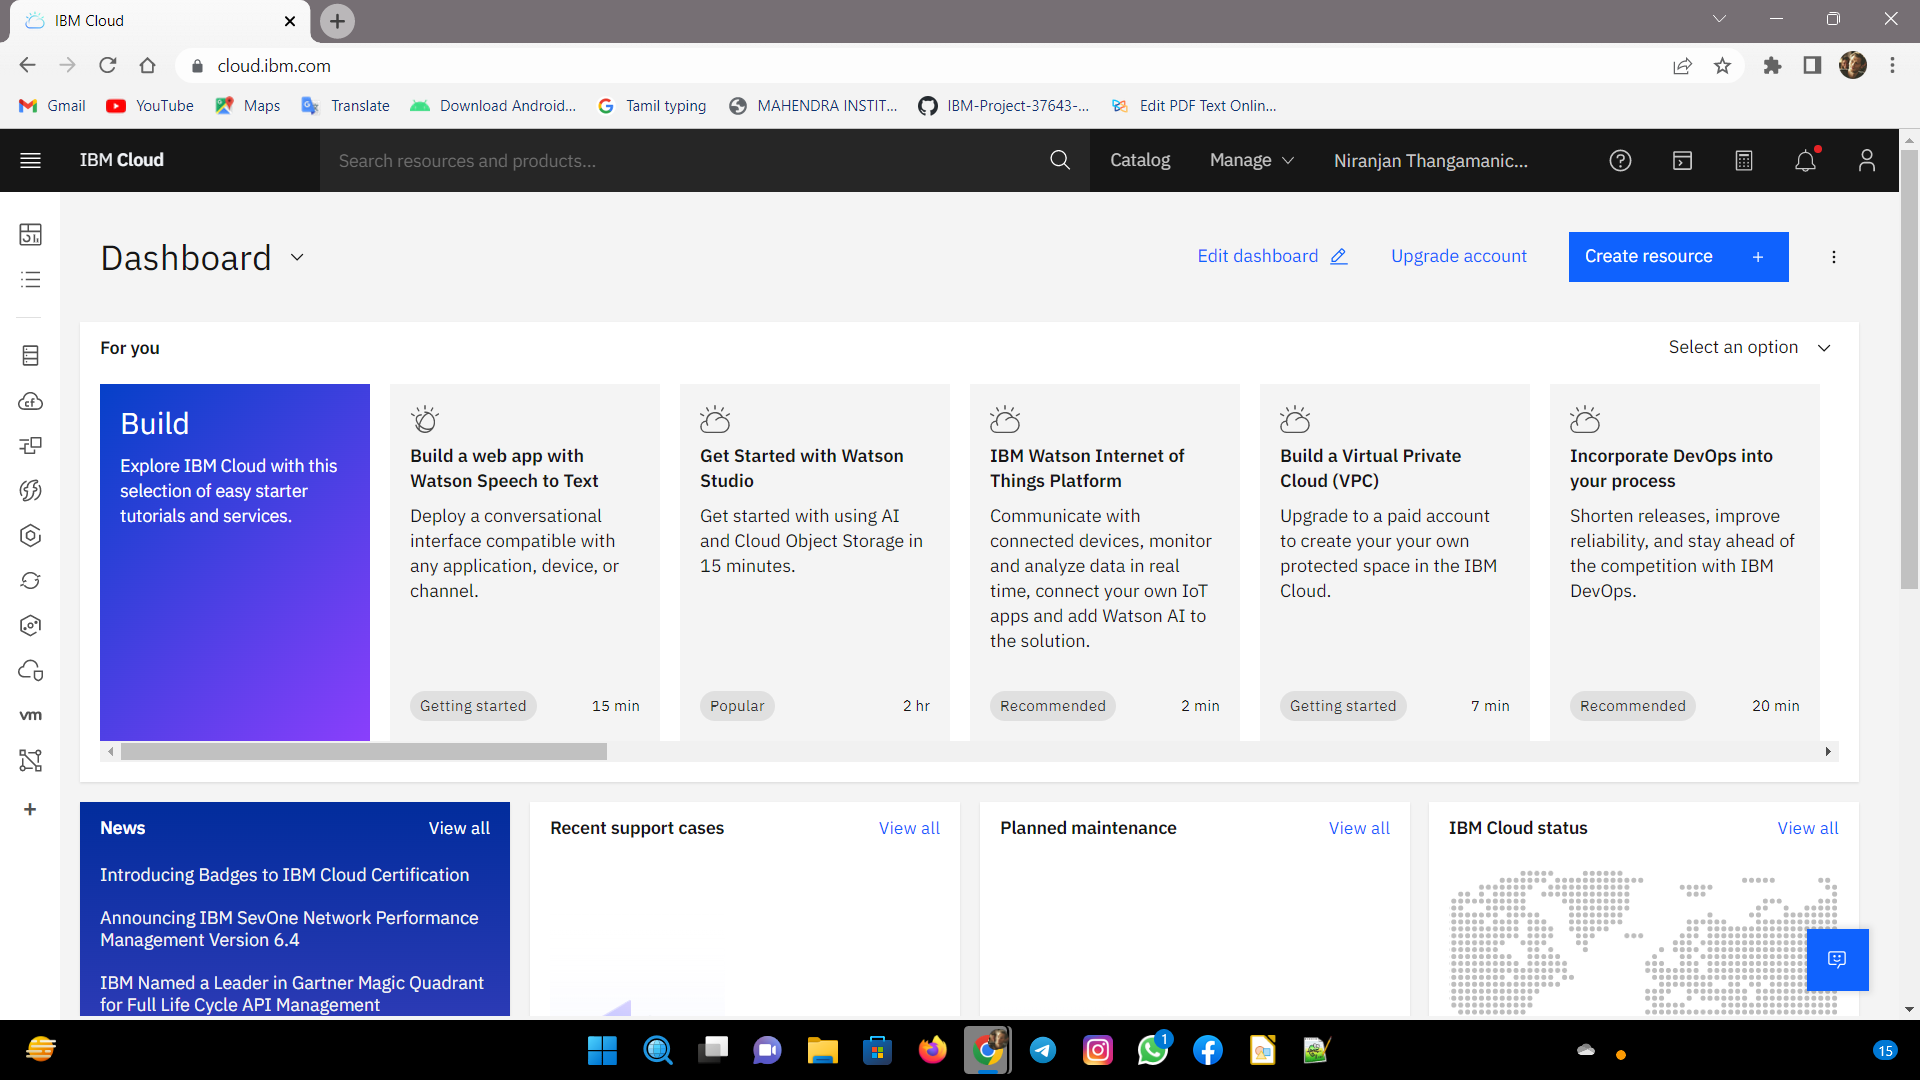 IBM Cloud
cloud.ibm.com
Gmail
YouTube
Maps
Translate
Download Android...
Tamil typing
MAHENDRA INSTIT...
IBM-Project-37643-...
Edit PDF Text Onlin...
IBM Cloud
Search resources and products...
Catalog
Manage
Niranjan Thangamanic...
Dashboard
Edit dashboard
Upgrade account
Create resource +
For you
Select an option
Build
Explore IBM Cloud with this
selection of easy starter
tutorials and services.
Build a web app with
Watson Speech to Text
Deploy a conversational
interface compatible with
any application, device, or
channel.
Getting started
15 min
Get Started with Watson
Studio
Get started with using AI
and Cloud Object Storage in
15 minutes.
Popular
2 hr
IBM Watson Internet of
Things Platform
Communicate with
connected devices, monitor
and analyze data in real
time, connect your own IoT
apps and add Watson AI to
the solution.
Recommended
2 min
Build a Virtual Private
Cloud (VPC)
Upgrade to a paid account
to create your your own
protected space in the IBM
Cloud.
Getting started
7 min
Incorporate DevOps into
your process
Shorten releases, improve
reliability, and stay ahead of
the competition with IBM
DevOps.
Recommended
20 min
cf
vm
News
View all
Introducing Badges to IBM Cloud Certification
Announcing IBM SevOne Network Performance
Management Version 6.4
IBM Named a Leader in Gartner Magic Quadrant
for Full Life Cycle API Management
Recent support cases
View all
Planned maintenance
View all
IBM Cloud status
View all
1
15